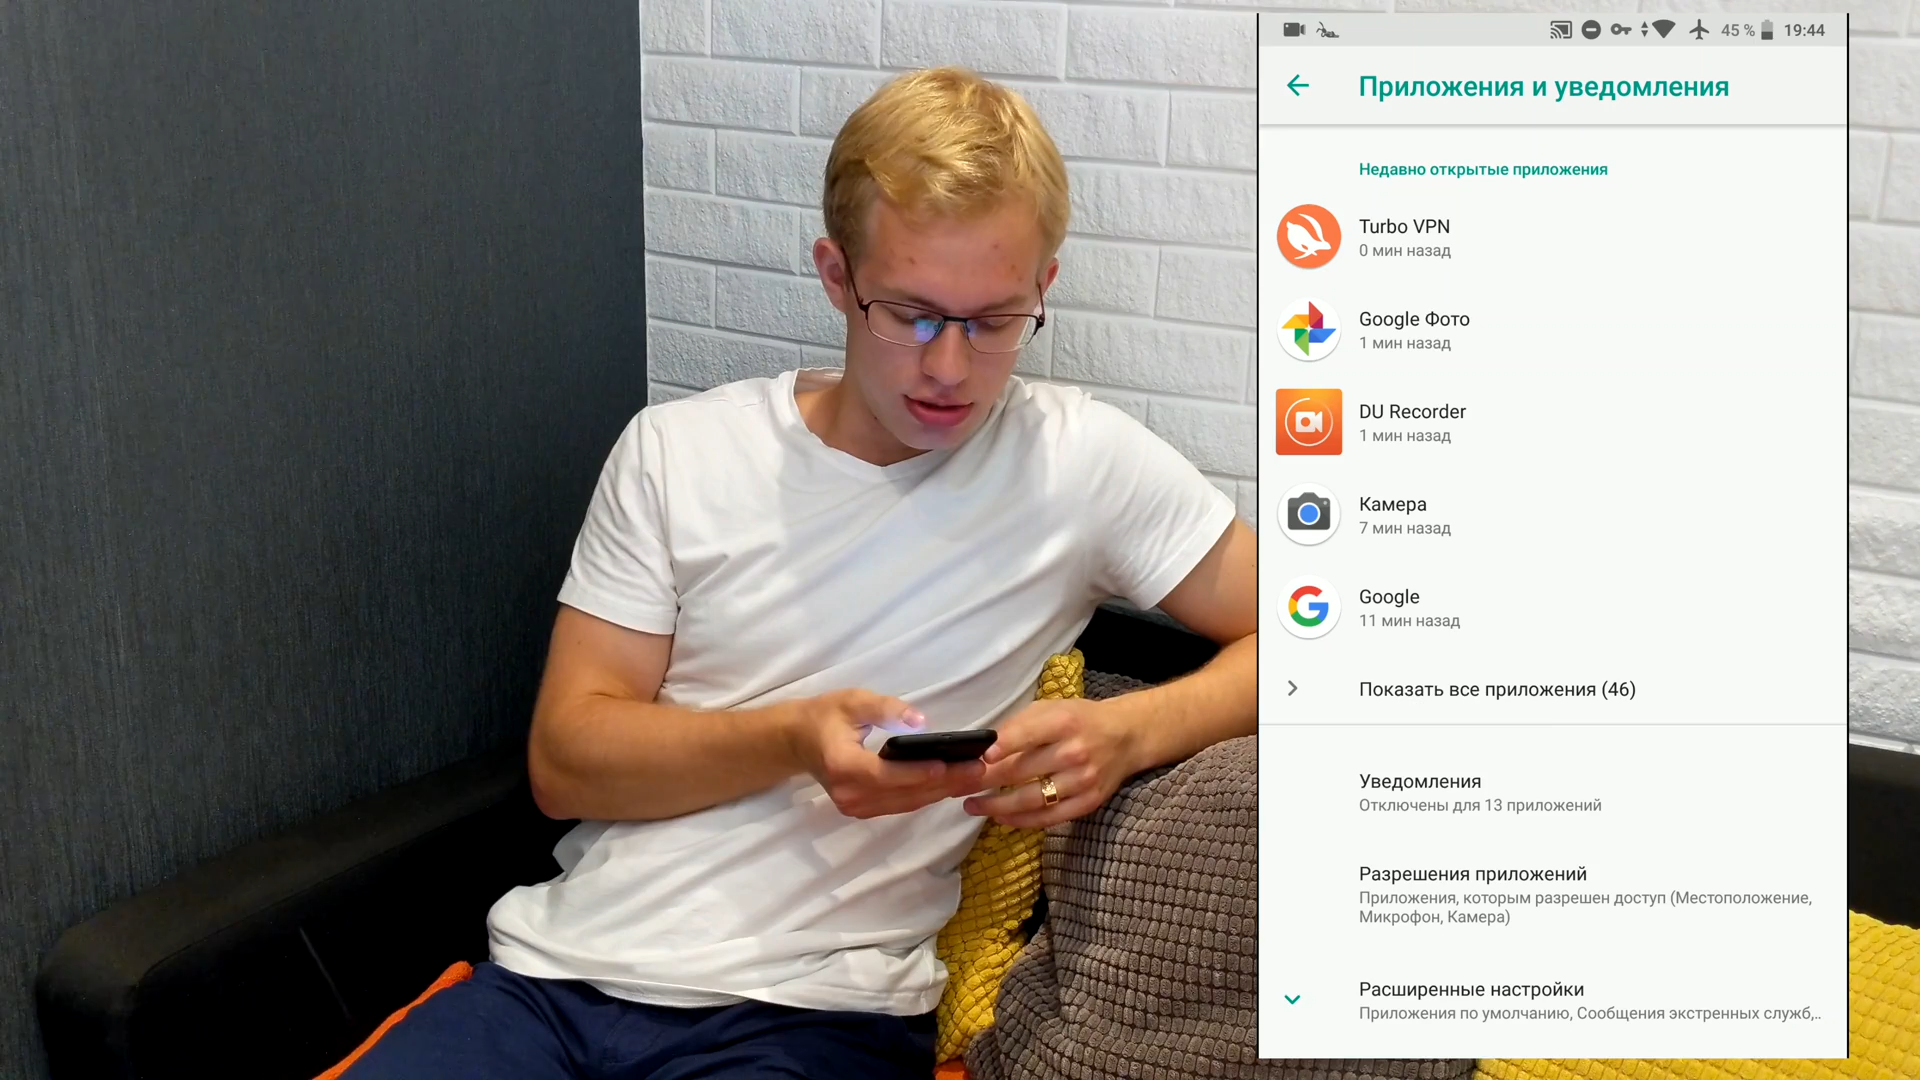 45 % 19:44
Приложения и уведомления
Недавно открытые приложения
Turbo VPN
0 мин назад
Google Фото
1 мин назад
DU Recorder
1 мин назад
Камера
7 мин назад
Google
11 мин назад
Показать все приложения (46)
Уведомления
Отключены для 13 приложений
Разрешения приложений
Приложения, которым разрешен доступ (Местоположение,
Микрофон, Камера)
Расширенные настройки
Приложения по умолчанию, Сообщения экстренных служб,..